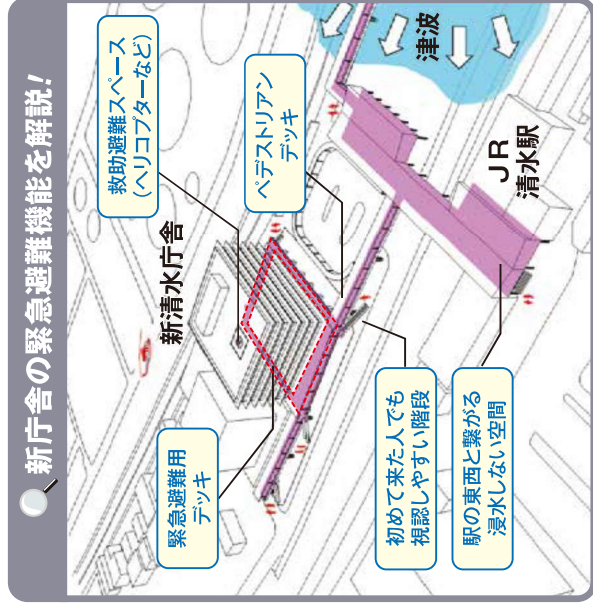 新庁舎の緊急避難機能を解説！
救助避難スペース
（ヘリコプターなど）
ペデストリアン
デッキ
津波
新清水庁舎
JR
清水駅
緊急避難用
デッキ
初めて来た人でも
視認しやすい階段
駅の東西と繋がる
浸水しない空間